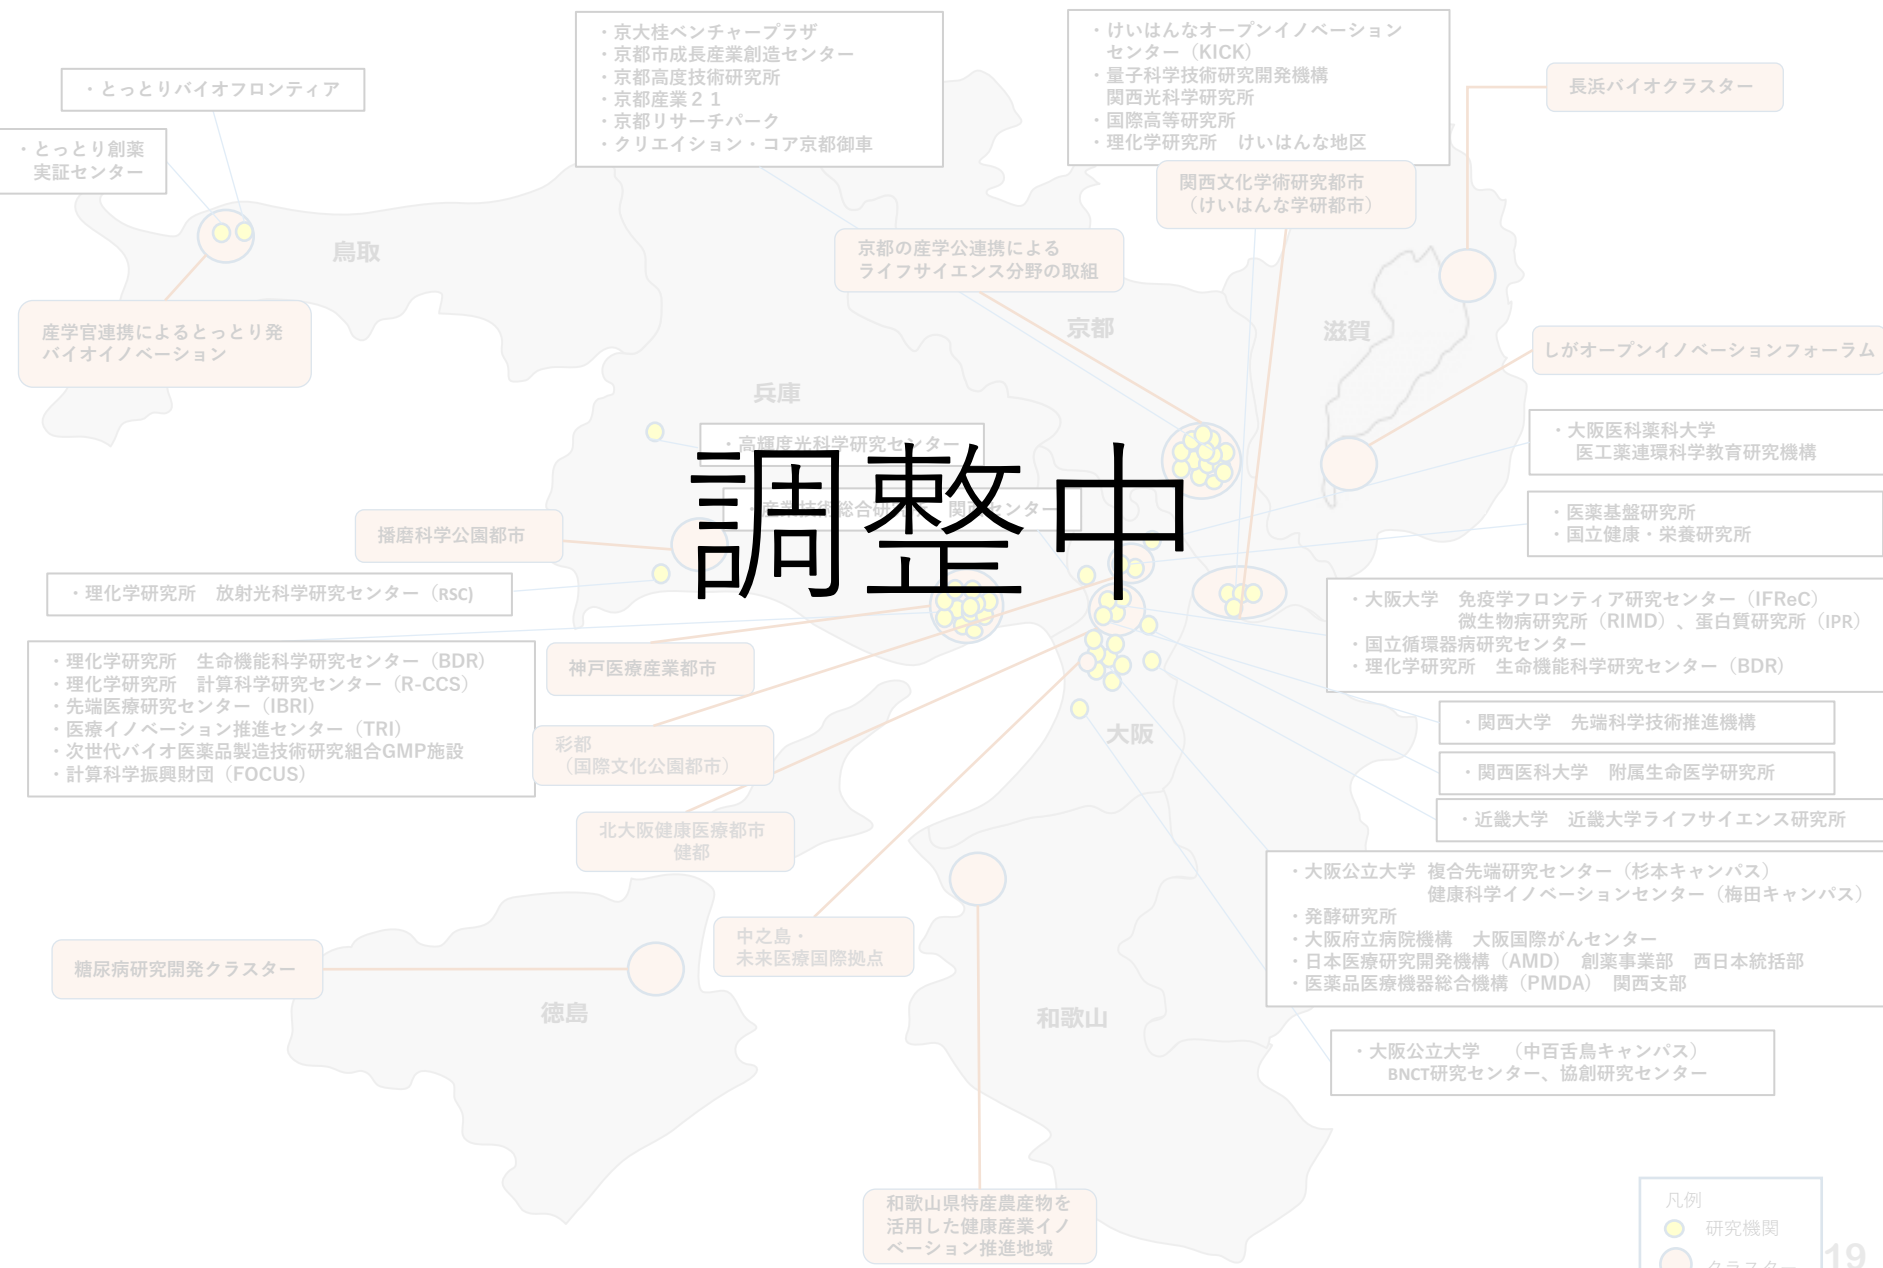 ・京大桂ベンチャープラザ
・京都市成長産業創造センター
・京都高度技術研究所
・京都産業２１
・京都リサーチパーク
・クリエイション・コア京都御車
・けいはんなオープンイノベーション
センター（KICK）
・量子科学技術研究開発機構
関西光科学研究所
・国際高等研究所
・理化学研究所　けいはんな地区
長浜バイオクラスター
・とっとりバイオフロンティア
・とっとり創薬
実証センター
関西文化学術研究都市
（けいはんな学研都市）
京都の産学公連携による
ライフサイエンス分野の取組
鳥取
産学官連携によるとっとり発
バイオイノベーション
京都
滋賀
しがオープンイノベーションフォーラム
兵庫
・高輝度光科学研究センター
・大阪医科薬科大学
医工薬連環科学教育研究機構
調整中
・産業技術総合研究所　関西センター
播磨科学公園都市
・医薬基盤研究所
・国立健康・栄養研究所
・理化学研究所　放射光科学研究センター（RSC)
・大阪大学　免疫学フロンティア研究センター（IFReC）
微生物病研究所（RIMD）、蛋白質研究所（IPR）
・国立循環器病研究センター
・理化学研究所　生命機能科学研究センター（BDR）
・理化学研究所　生命機能科学研究センター（BDR）
・理化学研究所　計算科学研究センター（R-CCS）
・先端医療研究センター（IBRI）
・医療イノベーション推進センター（TRI）
・次世代バイオ医薬品製造技術研究組合GMP施設
・計算科学振興財団（FOCUS）
神戸医療産業都市
彩都
（国際文化公園都市）
大阪
・関西大学　先端科学技術推進機構
・関西医科大学　附属生命医学研究所
・近畿大学　近畿大学ライフサイエンス研究所
北大阪健康医療都市
健都
・大阪公立大学 複合先端研究センター（杉本キャンパス）
健康科学イノベーションセンター（梅田キャンパス）
・発酵研究所
・大阪府立病院機構　大阪国際がんセンター
・日本医療研究開発機構（AMD）　創薬事業部　西日本統括部
・医薬品医療機器総合機構（PMDA）　関西支部
中之島・
未来医療国際拠点
糖尿病研究開発クラスター
徳島
和歌山
・大阪公立大学　（中百舌鳥キャンパス）
BNCT研究センター、協創研究センター
和歌山県特産農産物を
活用した健康産業イノ
ベーション推進地域
凡例
研究機関
クラスター
19